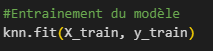 #Entrainement du modèle
knn.fit(X_train, y_train)